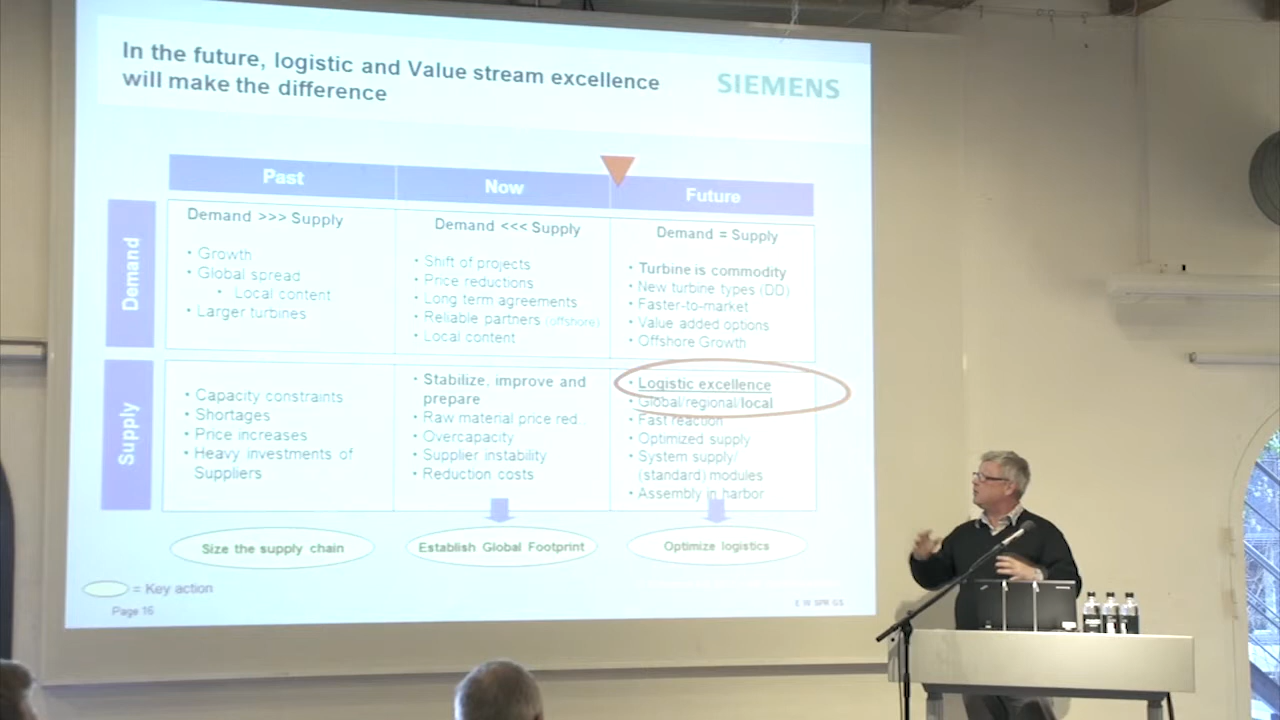 In the future, logistic and Value stream excellence
will make the difference
SIEMENS
Past
Now
Future
Demand
Demand >>> Supply
• Growth
• Global spread
• Local content
• Larger turbines
Demand <<< Supply
• Shift of projects
• Price reductions
• Long term agreements
• Reliable partners (offshore)
• Local content
Demand = Supply
• Turbine is commodity
• New turbine types (DD)
• Faster-to-market
• Value added options
• Offshore Growth
Supply
• Capacity constraints
• Shortages
• Price increases
• Heavy investments of
Suppliers
• Stabilize, improve and
prepare
• Raw material price red.
• Overcapacity
• Supplier instability
• Reduction costs
• Logistic excellence
• Global/regional/local
• Fast reaction
• Optimized supply
• System supply/
(standard) modules
• Assembly in harbor
Size the supply chain
Establish Global Footprint
Optimize logistics
= Key action
Page 16